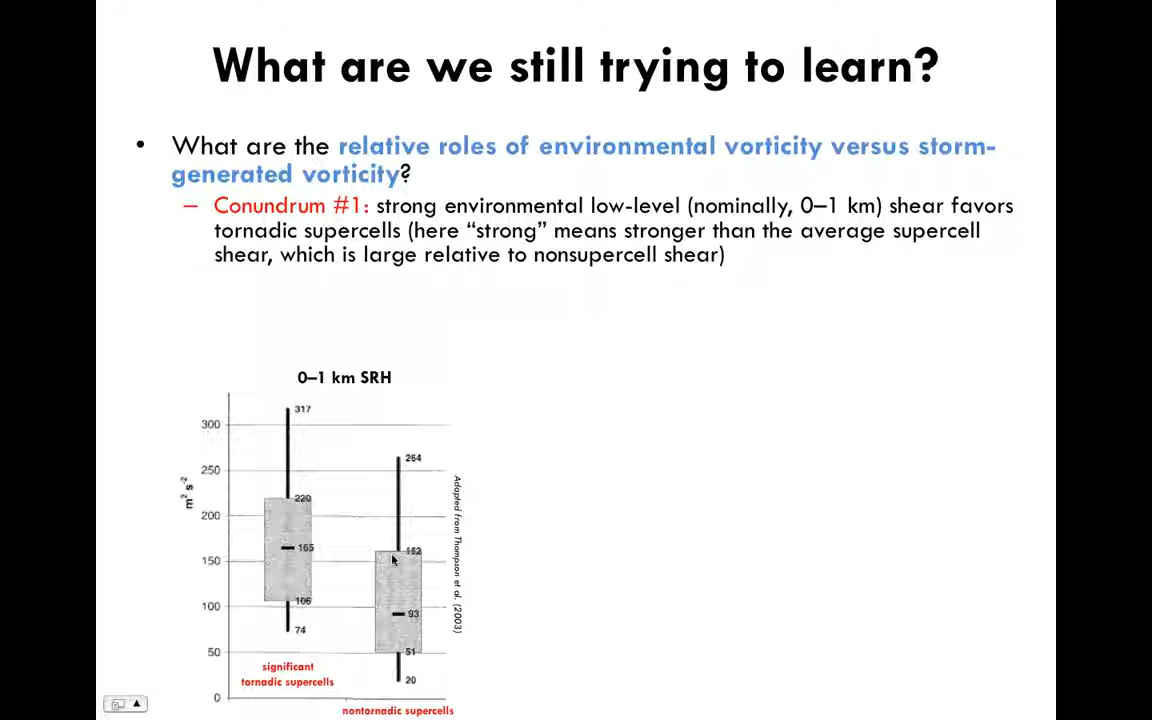 What are we still trying to learn?
• What are the relative roles of environmental vorticity versus storm-
generated vorticity?
– Conundrum #1: strong environmental low-level (nominally, 0–1 km) shear favors
tornadic supercells (here “strong” means stronger than the average supercell
shear, which is large relative to nonsupercell shear)
0–1 km SRH
m² s⁻²
300
250
200
150
100
50
0
317
220
165
106
74
264
162
93
51
20
Adapted from Thompson et al. (2003)
significant
tornadic supercells
nontornadic supercells